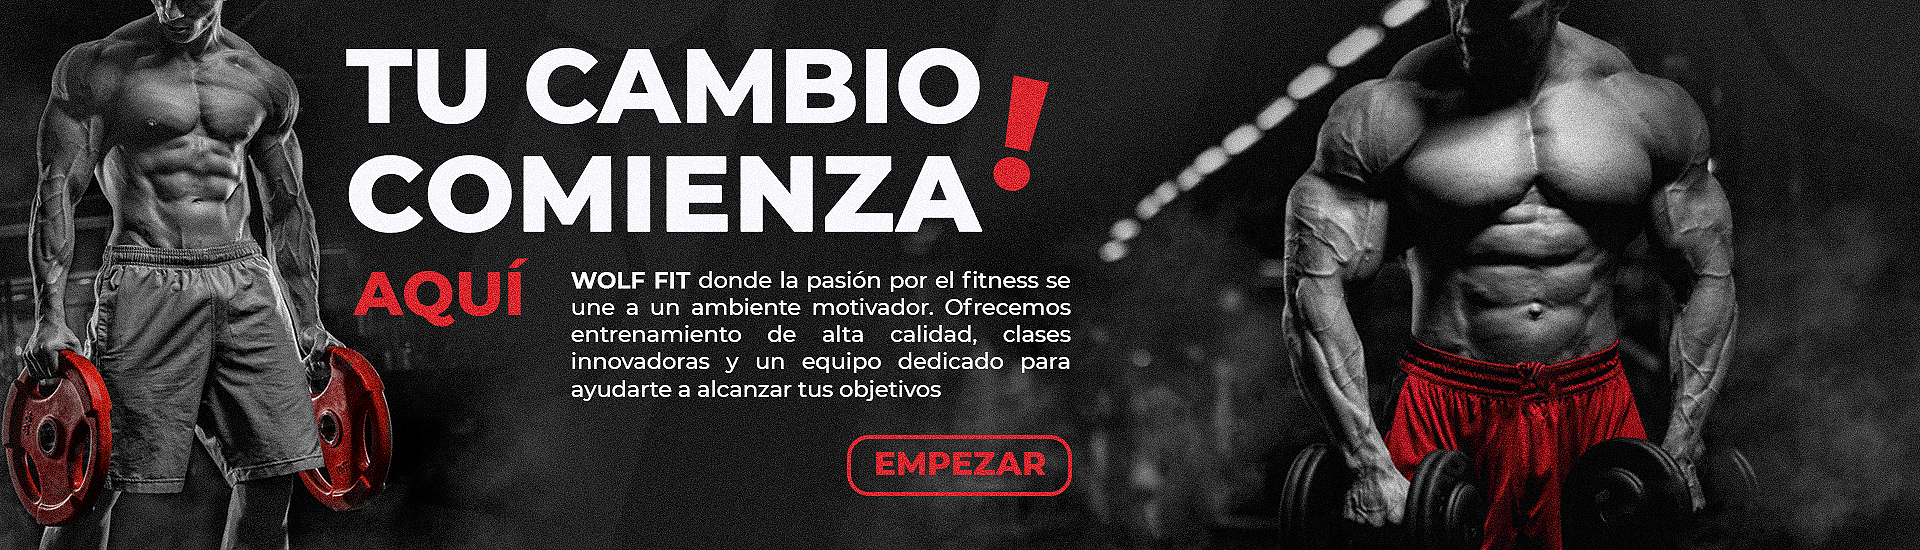 TU CAMBIO
COMIENZA!
AQUÍ
WOLF FIT donde la pasión por el fitness se
une a un ambiente motivador. Ofrecemos
entrenamiento de alta calidad, clases
innovadoras y un equipo dedicado para
ayudarte a alcanzar tus objetivos
EMPEZAR